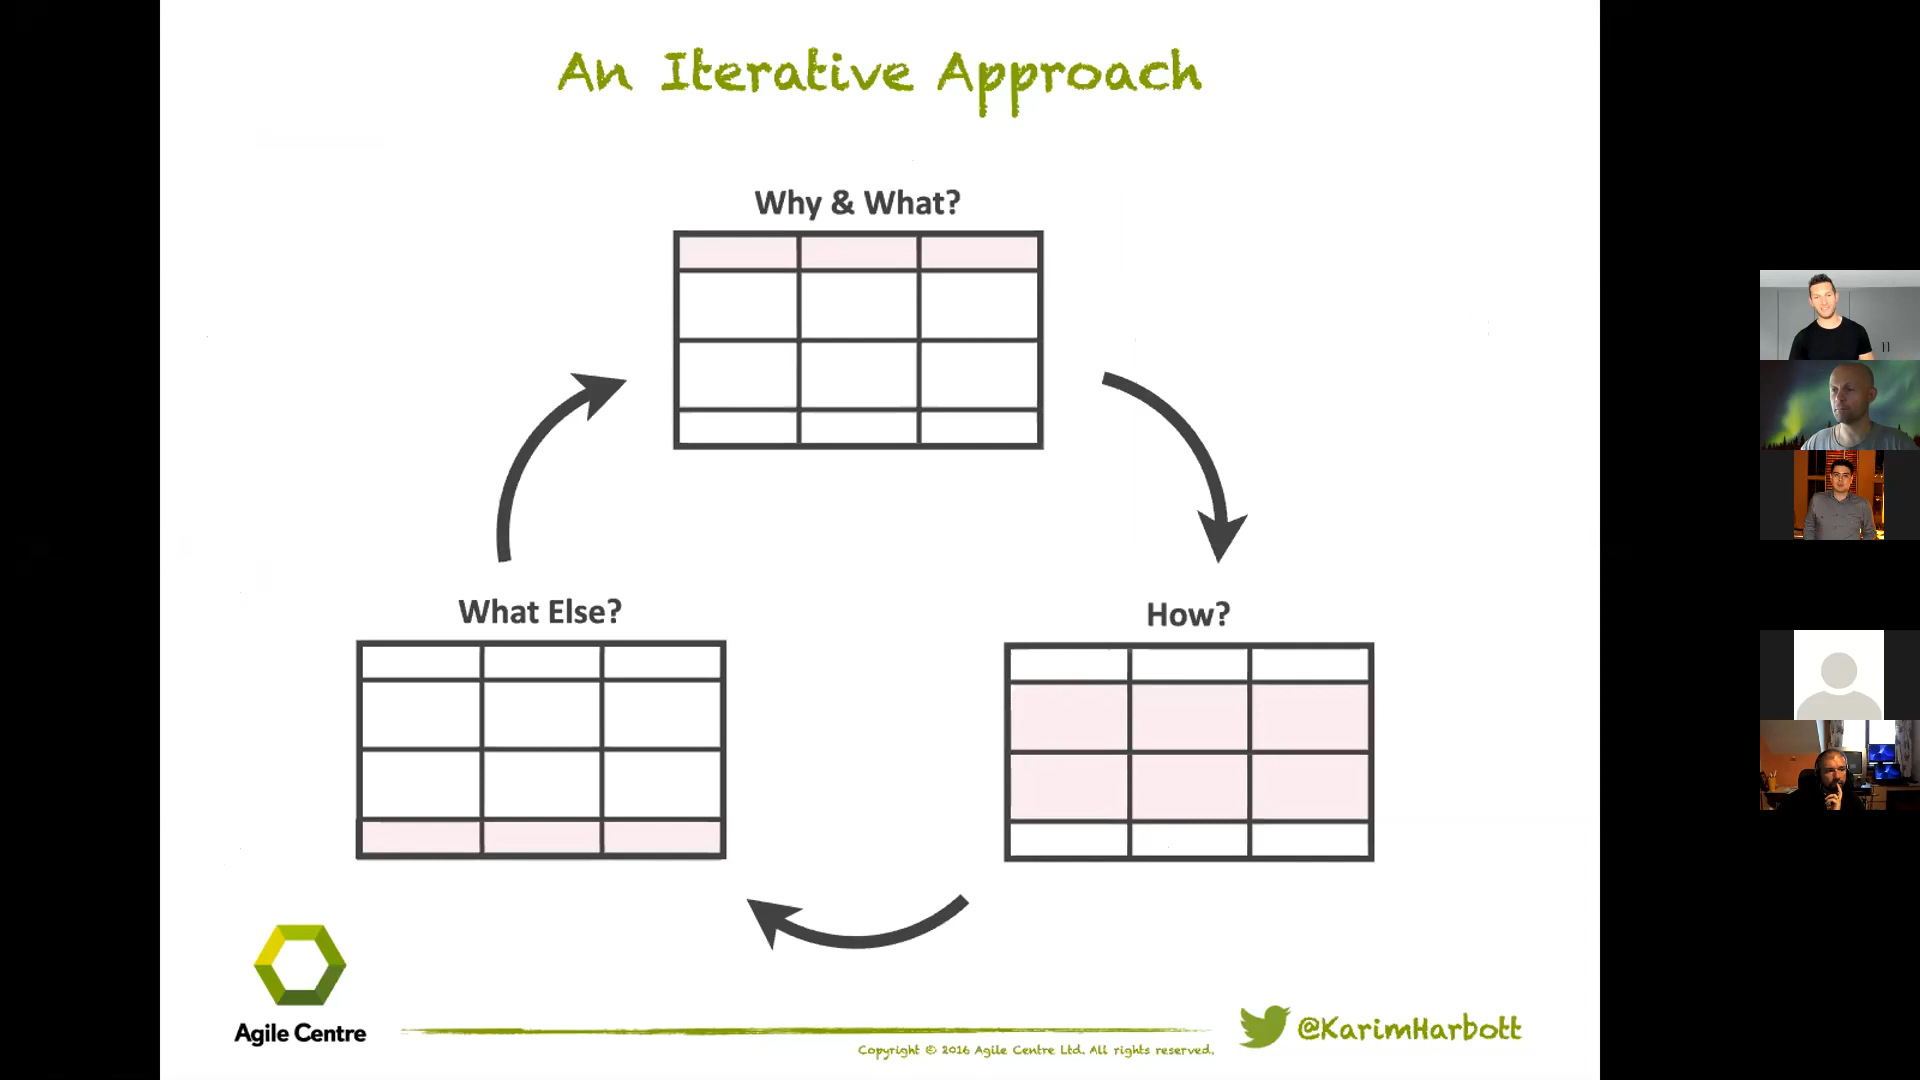 An Iterative Approach
Why & What?
What Else?
How?
Agile Centre
@KarimHarbott
Copyright © 2016 Agile Centre Ltd. All rights reserved.